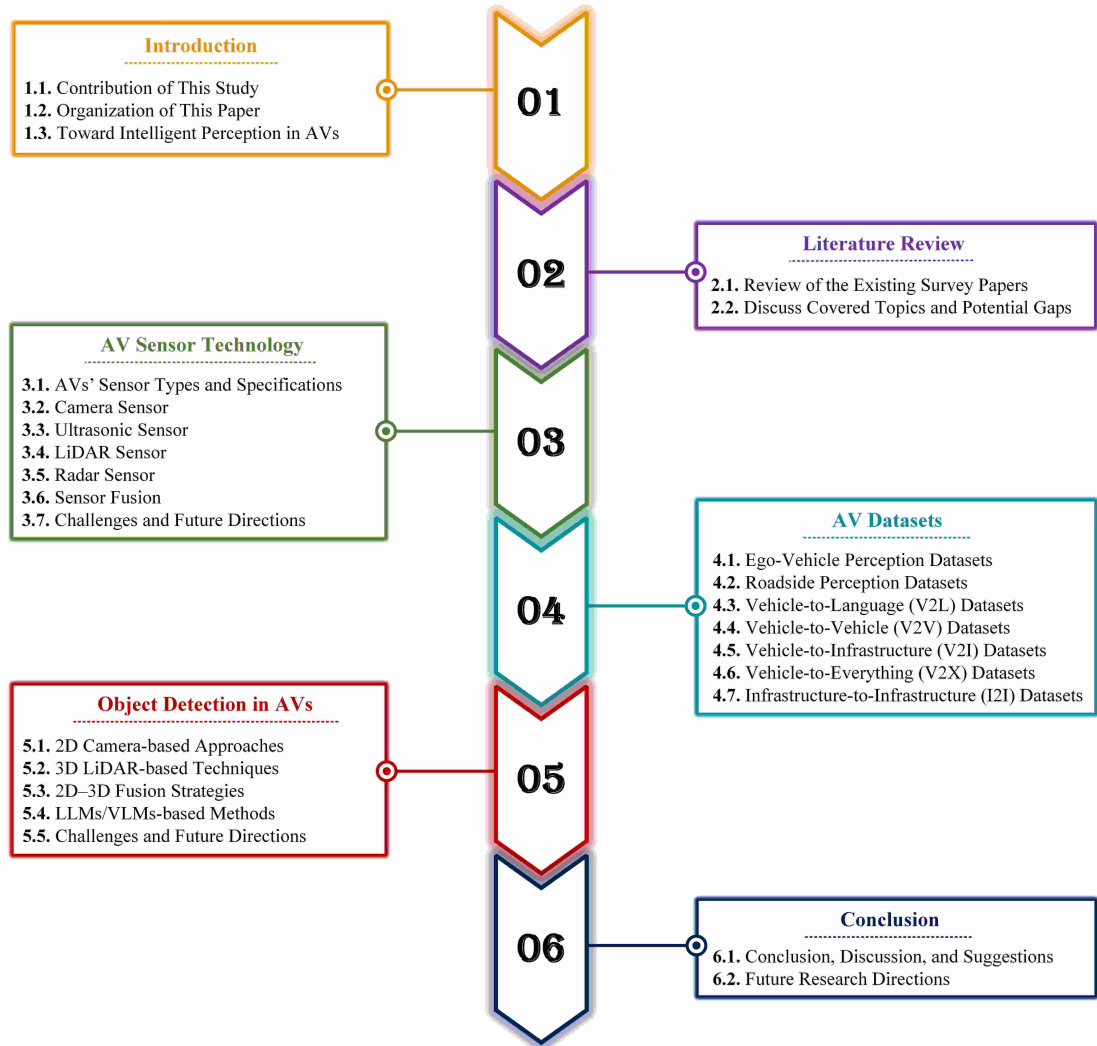 Introduction
1.1. Contribution of This Study
1.2. Organization of This Paper
1.3. Toward Intelligent Perception in AVs
01
02
Literature Review
2.1. Review of the Existing Survey Papers
2.2. Discuss Covered Topics and Potential Gaps
AV Sensor Technology
3.1. AVs’ Sensor Types and Specifications
3.2. Camera Sensor
3.3. Ultrasonic Sensor
3.4. LiDAR Sensor
3.5. Radar Sensor
3.6. Sensor Fusion
3.7. Challenges and Future Directions
03
04
AV Datasets
4.1. Ego-Vehicle Perception Datasets
4.2. Roadside Perception Datasets
4.3. Vehicle-to-Language (V2L) Datasets
4.4. Vehicle-to-Vehicle (V2V) Datasets
4.5. Vehicle-to-Infrastructure (V2I) Datasets
4.6. Vehicle-to-Everything (V2X) Datasets
4.7. Infrastructure-to-Infrastructure (I2I) Datasets
Object Detection in AVs
5.1. 2D Camera-based Approaches
5.2. 3D LiDAR-based Techniques
5.3. 2D–3D Fusion Strategies
5.4. LLMs/VLMs-based Methods
5.5. Challenges and Future Directions
05
06
Conclusion
6.1. Conclusion, Discussion, and Suggestions
6.2. Future Research Directions